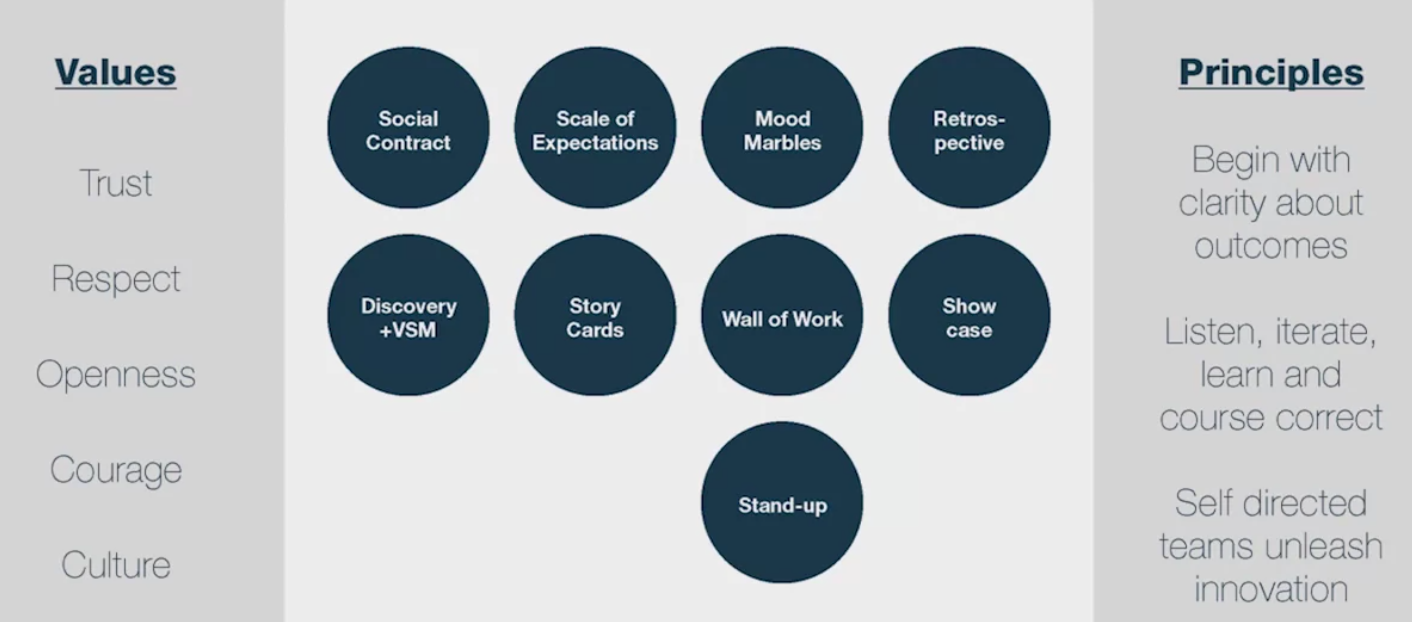 Values
Trust
Respect
Openness
Courage
Culture
Social
Contract
Scale of
Expectations
Mood
Marbles
Retros-
pective
Discovery
+VSM
Story
Cards
Wall of Work
Show
case
Stand-up
Principles
Begin with
clarity about
outcomes
Listen, iterate,
learn and
course correct
Self directed
teams unleash
innovation